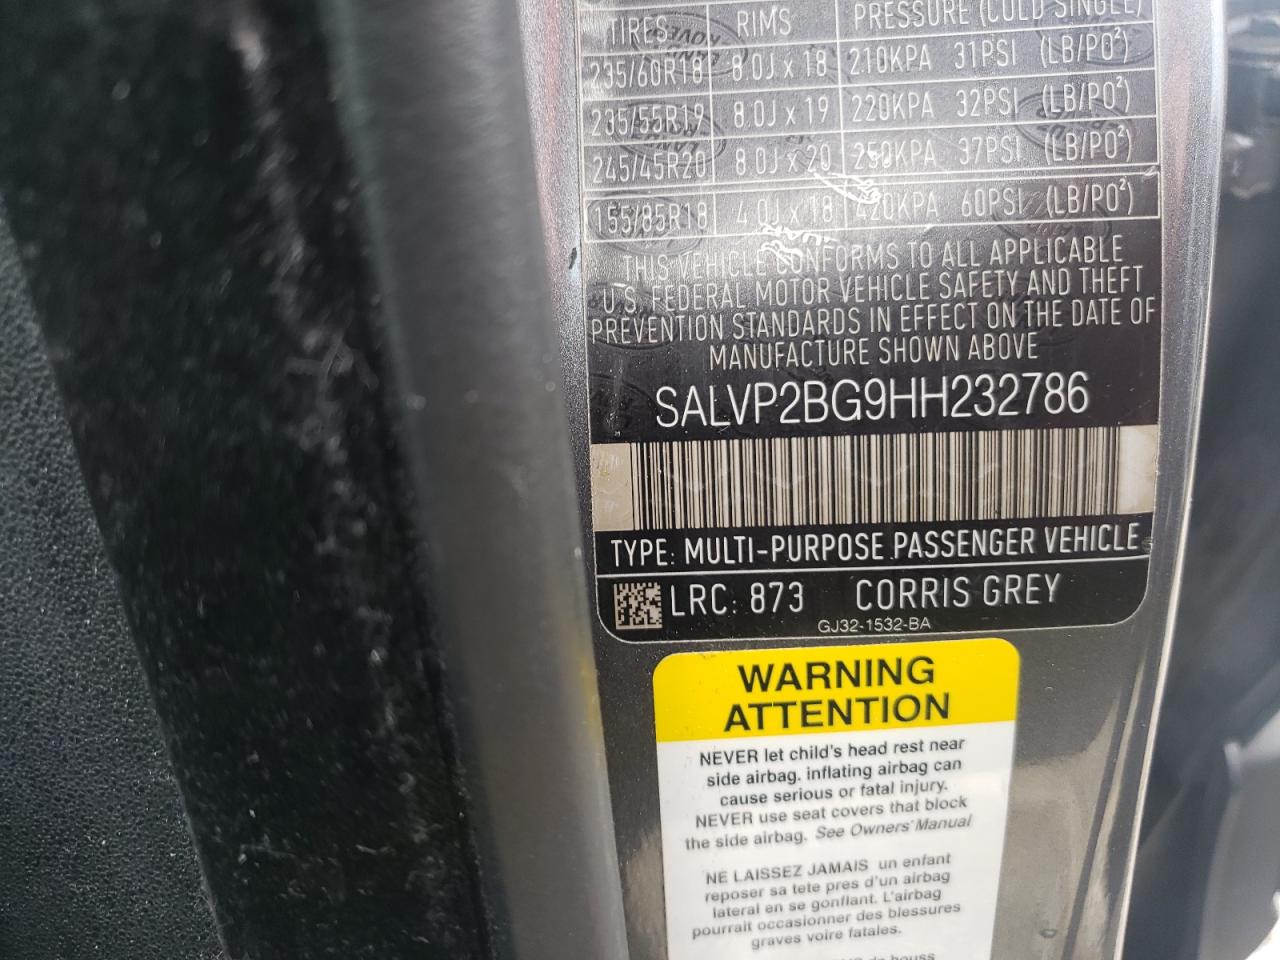 TIRES RIMS PRESSURE (COLD SINGLE)
235/60R18 8.0J x 18 210KPA 31PSI (LB/PO²)
235/55R19 8.0J x 19 220KPA 32PSI (LB/PO²)
245/45R20 8.0J x 20 250KPA 37PSI (LB/PO²)
155/85R18 4.0J x 18 420KPA 60PSI (LB/PO²)
THIS VEHICLE CONFORMS TO ALL APPLICABLE
U.S. FEDERAL MOTOR VEHICLE SAFETY AND THEFT
PREVENTION STANDARDS IN EFFECT ON THE DATE OF
MANUFACTURE SHOWN ABOVE
SALVP2BG9HH232786
TYPE: MULTI-PURPOSE PASSENGER VEHICLE
LRC: 873 CORRIS GREY
GJ32-1532-BA
WARNING
ATTENTION
NEVER let child's head rest near
side airbag. inflating airbag can
cause serious or fatal injury.
NEVER use seat covers that block
the side airbag. See Owners' Manual
NE LAISSEZ JAMAIS un enfant
reposer sa tete pres d'un airbag
lateral en se gonflant. L'airbag
pourrait occasionner des blessures
graves voire fatales.
de houss